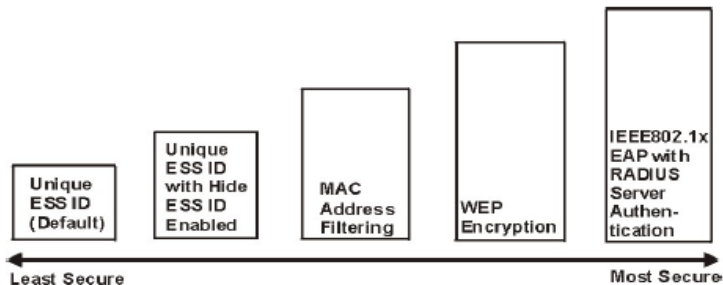 Unique
ESS ID
(Default)
Unique
ESS ID
with Hide
ESS ID
Enabled
MAC
Address
Filtering
WEP
Encryption
IEEE802.1x
EAP with
RADIUS
Server
Authen-
tication
Least Secure
Most Secure